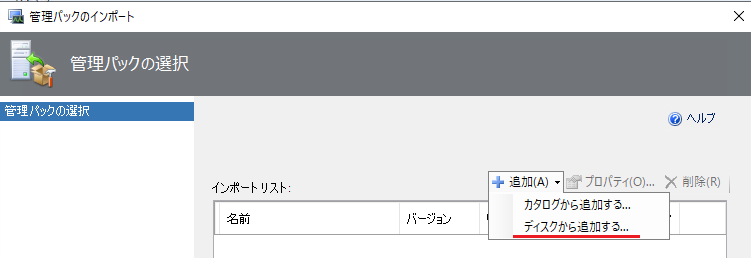 管理パックのインポート
管理パックの選択
管理パックの選択
ヘルプ
インポート リスト:
追加(A)
プロパティ(O)...
削除(R)
カタログから追加する...
ディスクから追加する...
名前
バージョン